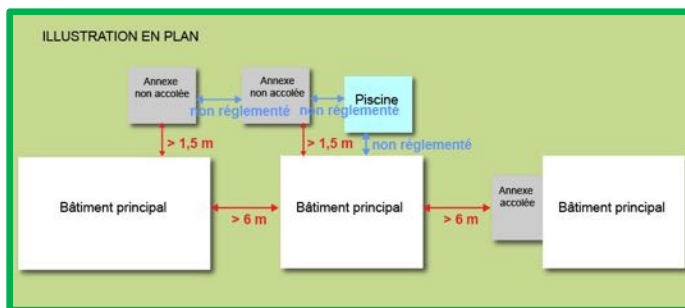 ILLUSTRATION EN PLAN
Annexe
non accolée
Annexe
non accolée
Piscine
non réglementé
non réglementé
> 1,5 m
> 1,5 m
non réglementé
Bâtiment principal
> 6 m
Bâtiment principal
> 6 m
Annexe
accolée
Bâtiment principal